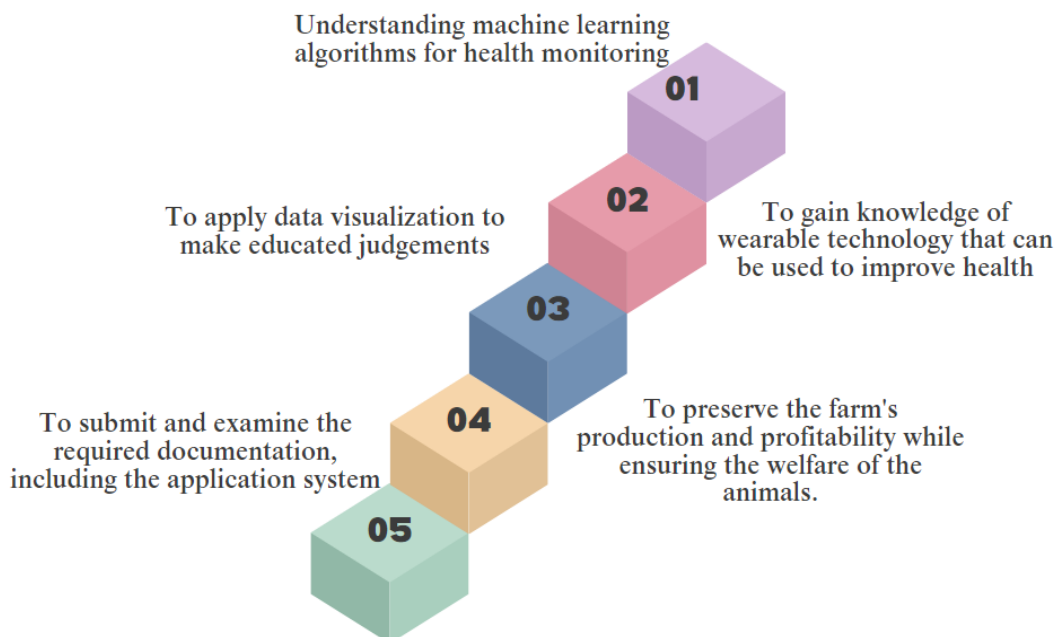 Understanding machine learning
algorithms for health monitoring
01
02
To gain knowledge of
wearable technology that can
be used to improve health
To apply data visualization to
make educated judgements
03
04
To preserve the farm's
production and profitability while
ensuring the welfare of the
animals.
To submit and examine the
required documentation,
including the application system
05